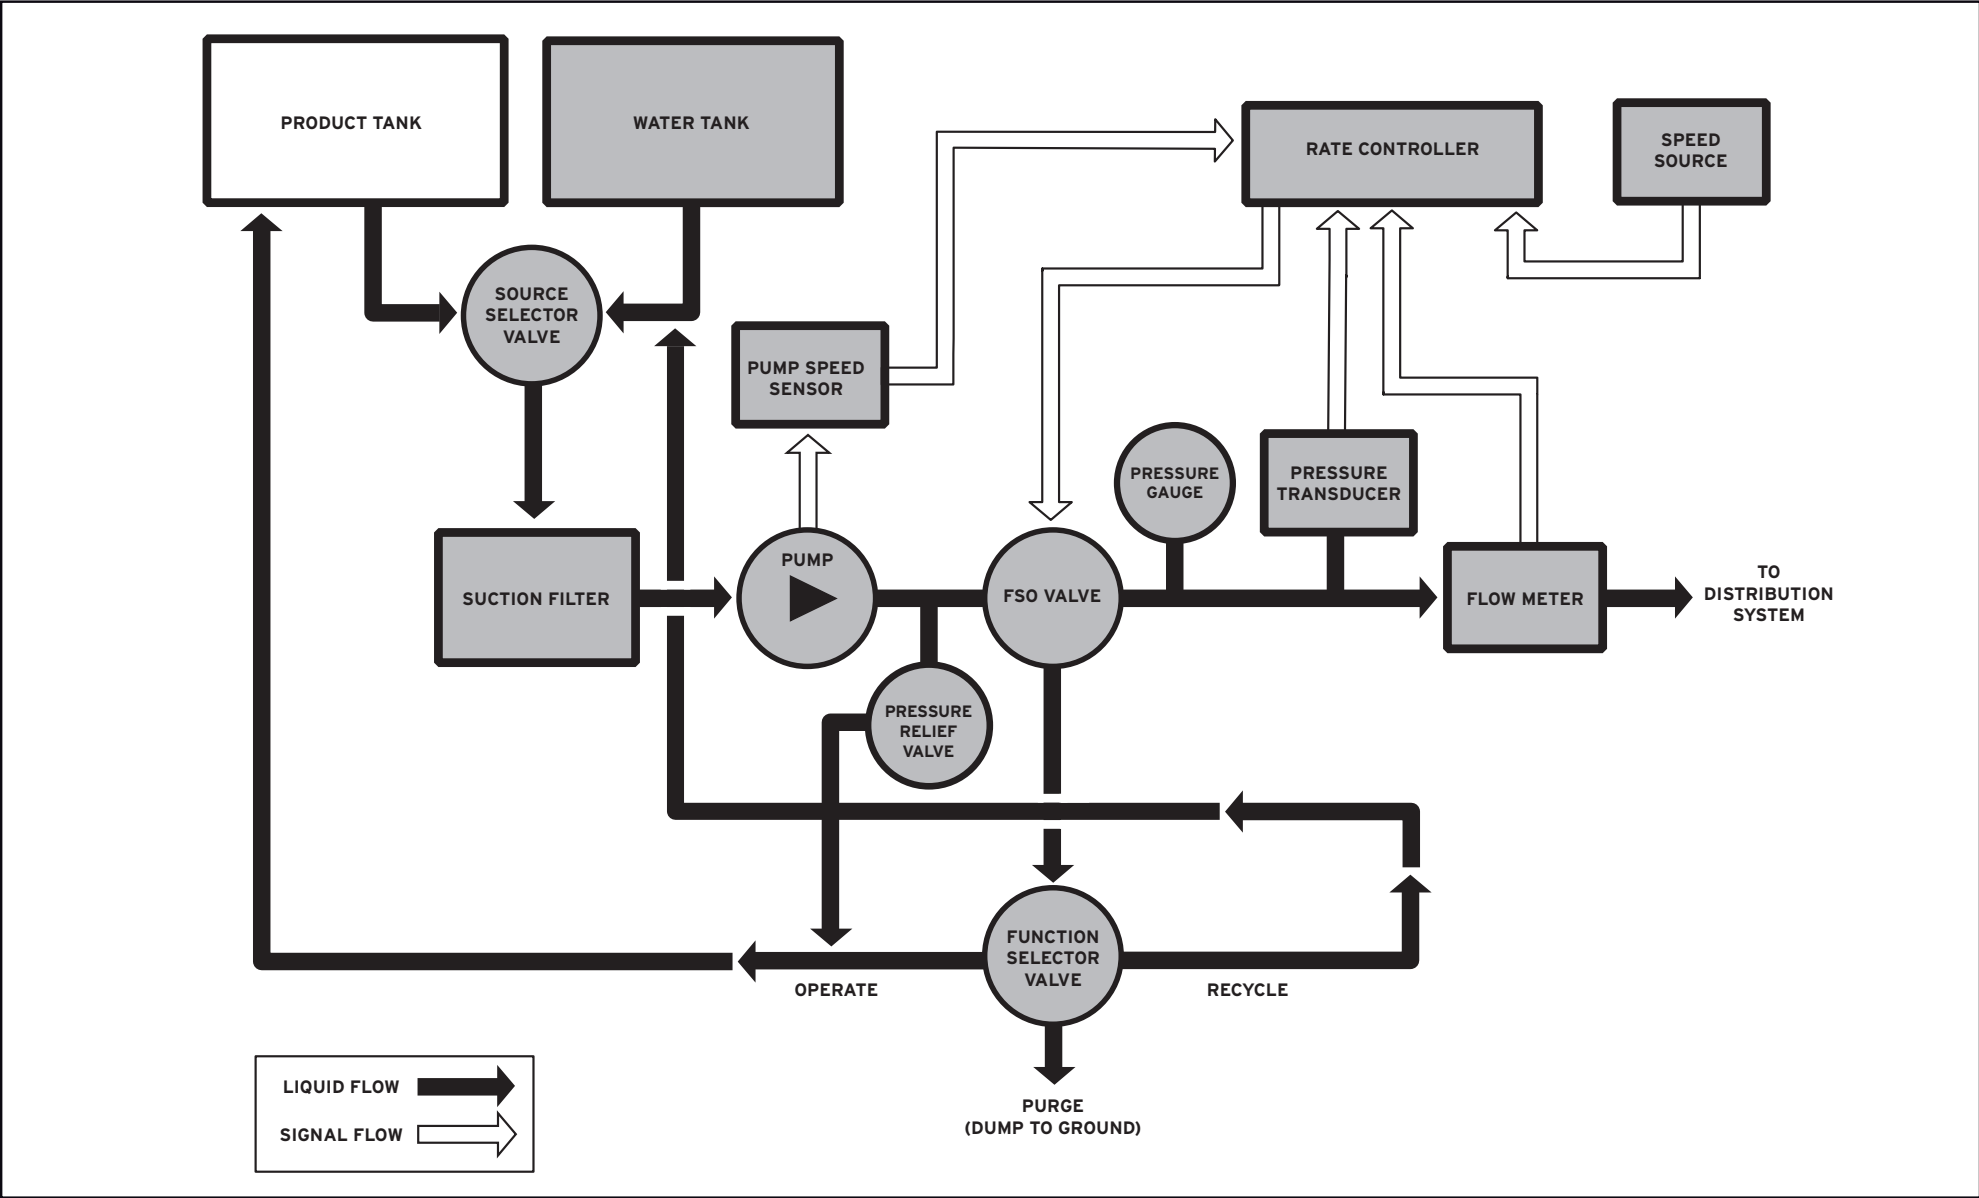 PRODUCT TANK
WATER TANK
RATE CONTROLLER
SPEED
SOURCE
SOURCE
SELECTOR
VALVE
PUMP SPEED
SENSOR
PRESSURE
GAUGE
PRESSURE
TRANSDUCER
SUCTION FILTER
PUMP
FSO VALVE
FLOW METER
TO
DISTRIBUTION
SYSTEM
PRESSURE
RELIEF
VALVE
FUNCTION
SELECTOR
VALVE
OPERATE
RECYCLE
PURGE
(DUMP TO GROUND)
LIQUID FLOW
SIGNAL FLOW